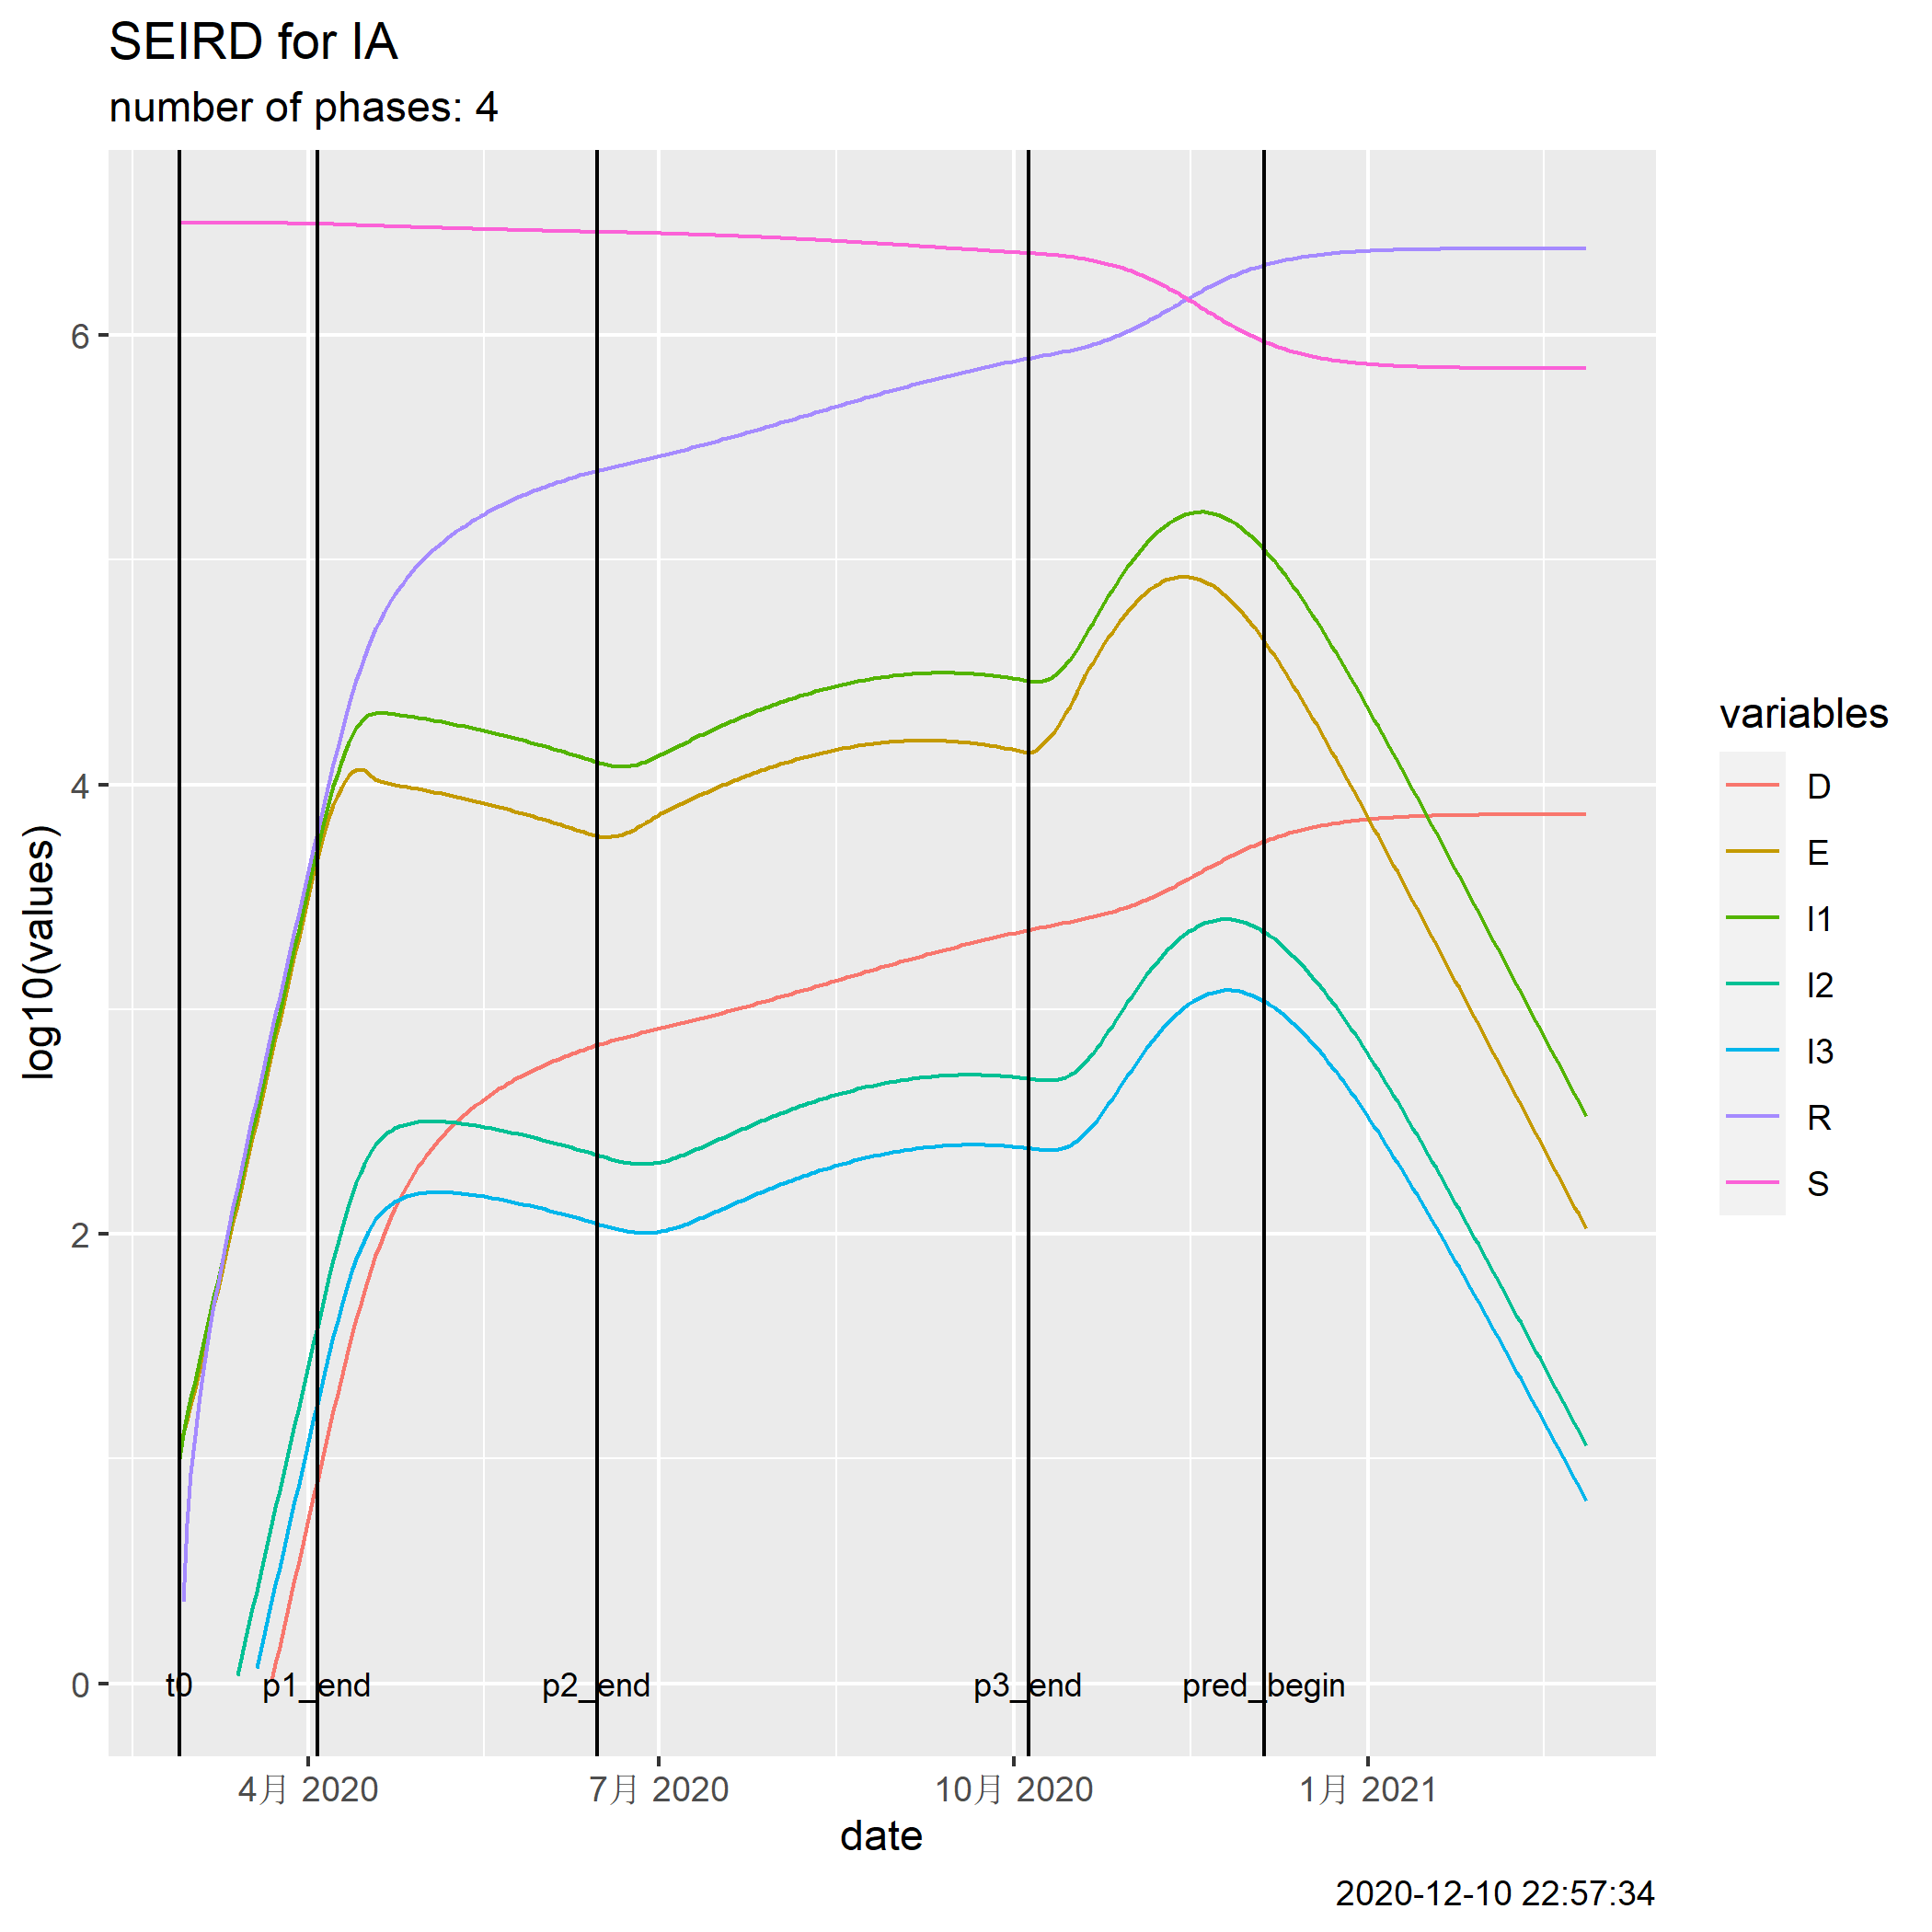 SEIRD for IA
number of phases: 4
log10(values)
6
4
2
0
t0
p1_end
p2_end
p3_end
pred_begin
4月 2020
7月 2020
10月 2020
1月 2021
date
variables
D
E
I1
I2
I3
R
S
2020-12-10 22:57:34